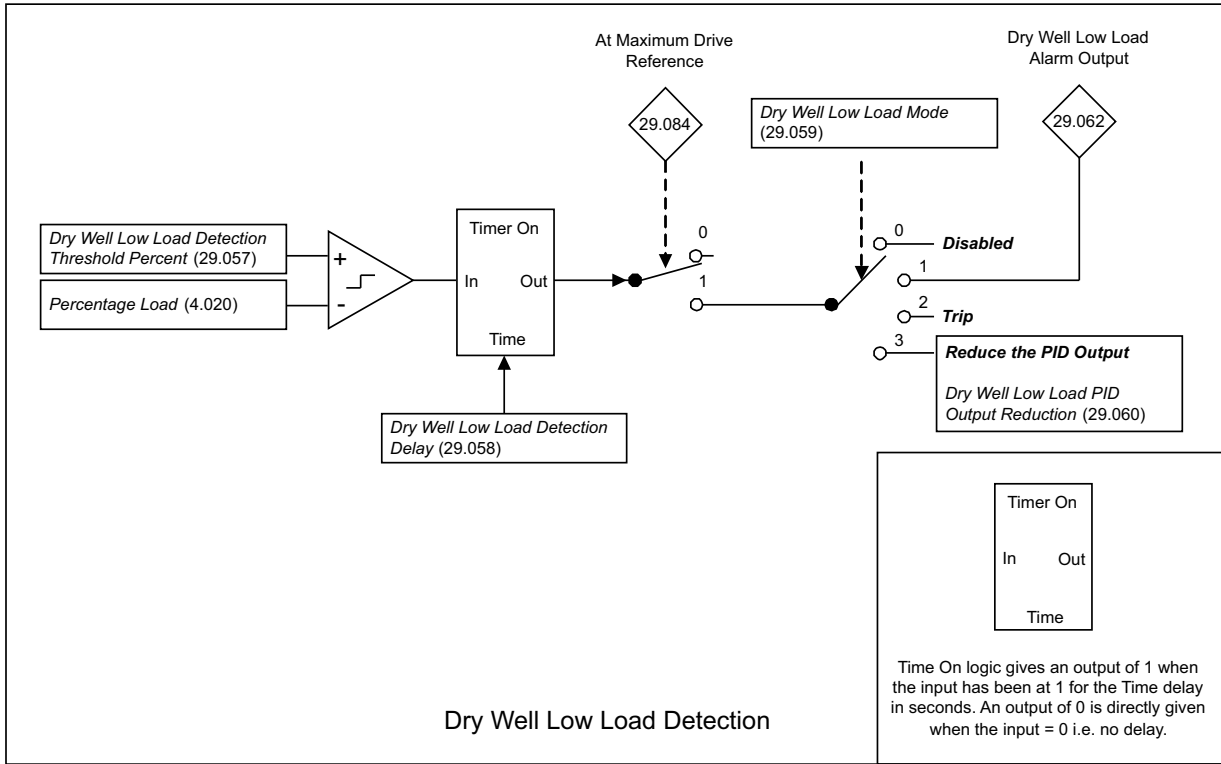 At Maximum Drive
Reference
Dry Well Low Load
Alarm Output
29.084
Dry Well Low Load Mode
(29.059)
29.062
Dry Well Low Load Detection
Threshold Percent (29.057)
Percentage Load (4.020)
+
-
Timer On
In
Out
Time
Dry Well Low Load Detection
Delay (29.058)
0
1
0
Disabled
1
2
Trip
3
Reduce the PID Output
Dry Well Low Load PID
Output Reduction (29.060)
Timer On
In
Out
Time
Time On logic gives an output of 1 when
the input has been at 1 for the Time delay
in seconds. An output of 0 is directly given
when the input = 0 i.e. no delay.
Dry Well Low Load Detection